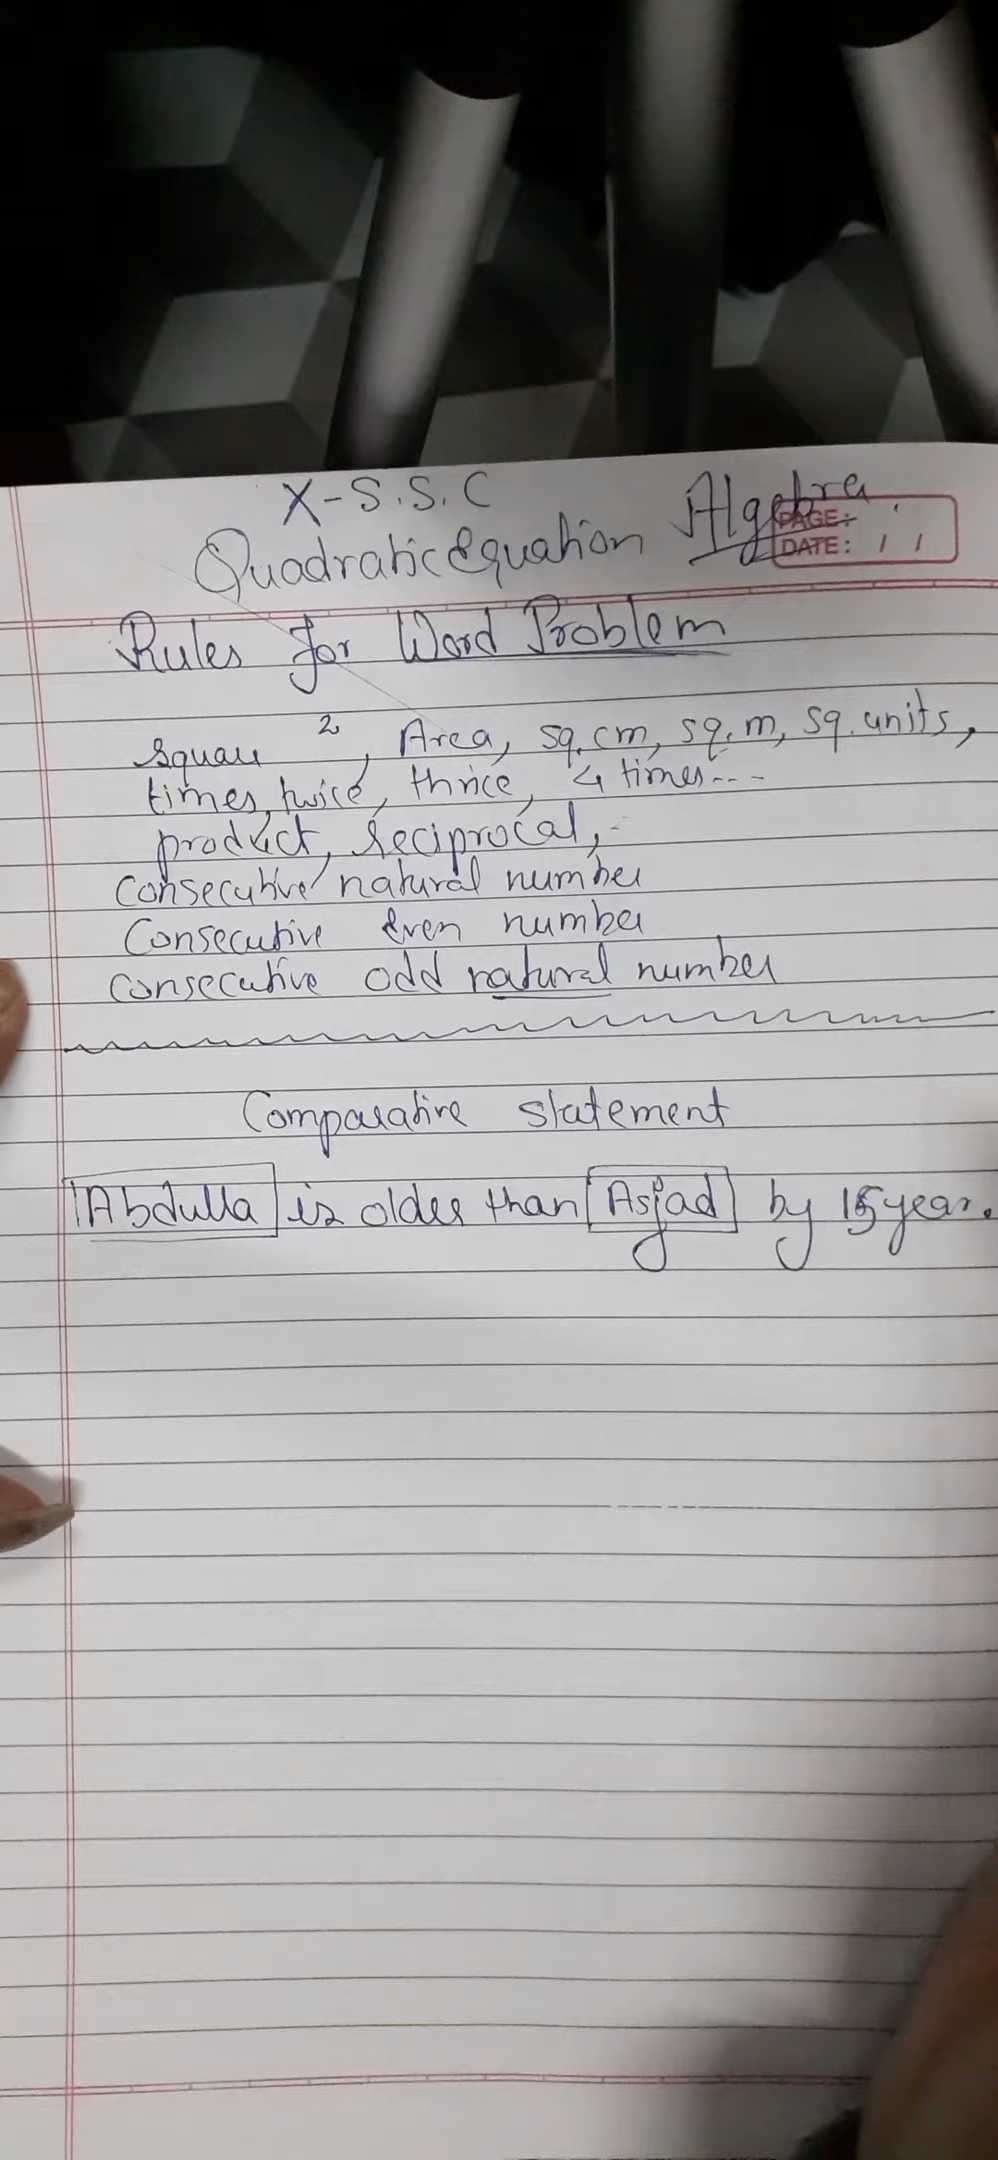 X-S.S.C
Algebra
PAGE:
DATE: / /
Quadratic Equation
Rules for Word Problem
square ², Area, sq.cm, sq.m, sq.units,
times, twice, thrice, 4 times---
product, reciprocal,-
consecutive natural number
Consecutive Even number
consecutive odd natural number
Comparative statement
Abdulla is older than Asjad by 15 year.